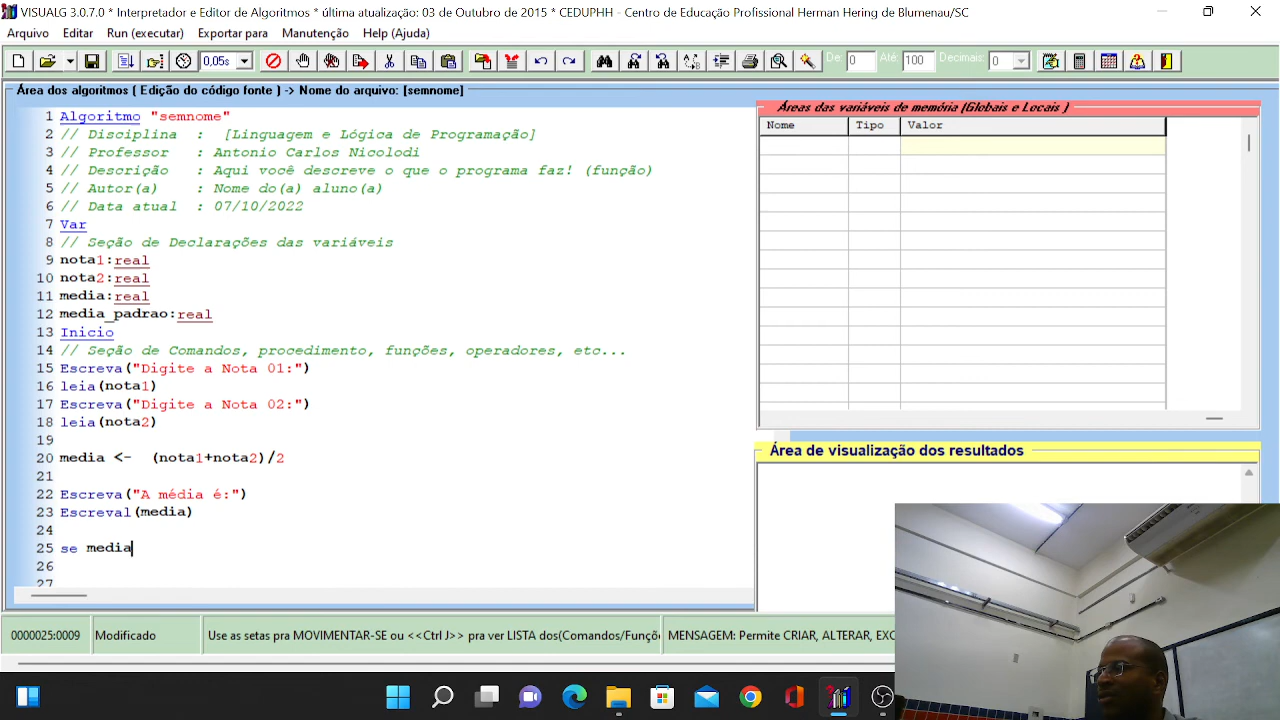 VISUALG 3.0.7.0 * Interpretador e Editor de Algoritmos * última atualização: 03 de Outubro de 2015 * CEDUPHH - Centro de Educação Profissional Herman Hering de Blumenau/SC
Arquivo Editar Run (executar) Exportar para Manutenção Help (Ajuda)
0,05s De: 0 Até: 100 Decimais: 0
Área dos algoritmos ( Edição do código fonte ) -> Nome do arquivo: [semnome]
1 Algoritmo "semnome"
2 // Disciplina : [Linguagem e Lógica de Programação]
3 // Professor : Antonio Carlos Nicolodi
4 // Descrição : Aqui você descreve o que o programa faz! (função)
5 // Autor(a) : Nome do(a) aluno(a)
6 // Data atual : 07/10/2022
7 Var
8 // Seção de Declarações das variáveis
9 nota1:real
10 nota2:real
11 media:real
12 media_padrao:real
13 Inicio
14 // Seção de Comandos, procedimento, funções, operadores, etc...
15 Escreva("Digite a Nota 01:")
16 leia(nota1)
17 Escreva("Digite a Nota 02:")
18 leia(nota2)
19
20 media <- (nota1+nota2)/2
21
22 Escreva("A média é:")
23 Escreval(media)
24
25 se media
26
27
Áreas das variáveis de memória (Globais e Locais )
Nome Tipo Valor
Área de visualização dos resultados
0000025:0009 Modificado Use as setas pra MOVIMENTAR-SE ou <<Ctrl J>> pra ver LISTA dos(Comandos/Funçõe MENSAGEM: Permite CRIAR, ALTERAR, EXC